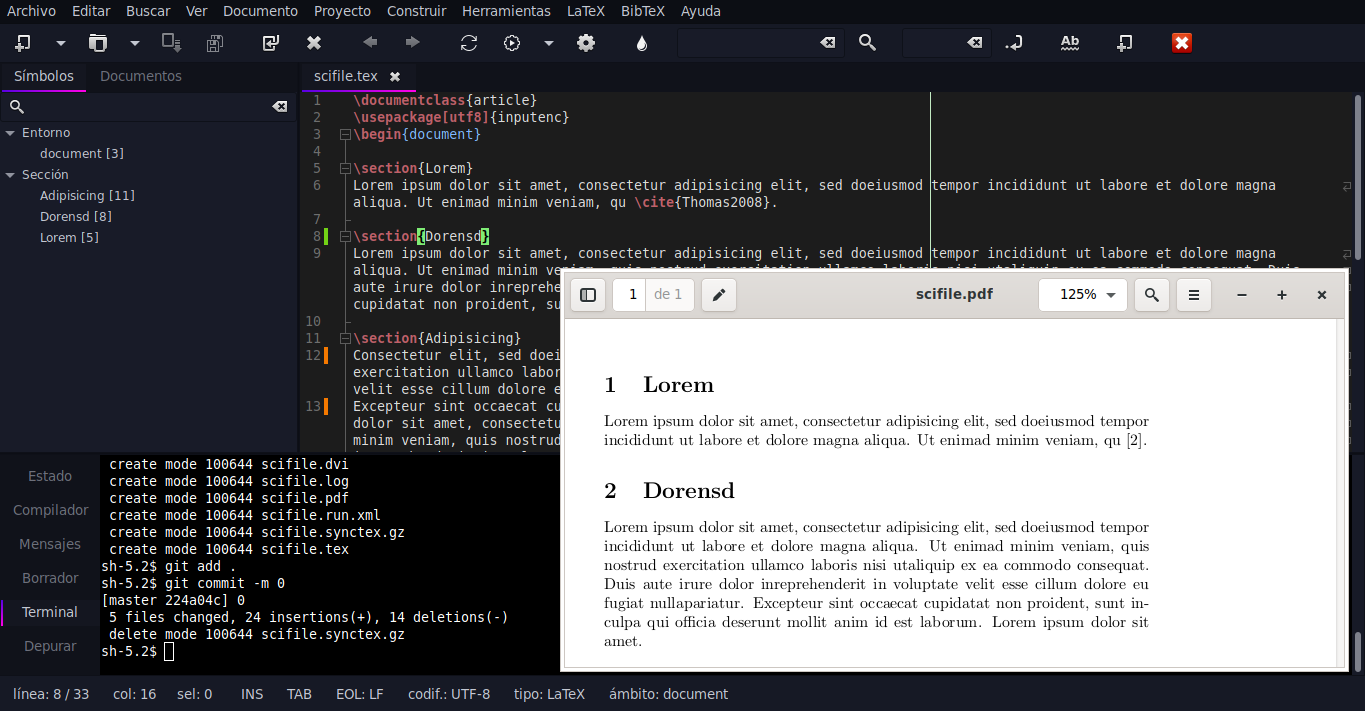 Archivo Editar Buscar Ver Documento Proyecto Construir Herramientas LaTeX BibTeX Ayuda
Ab
Símbolos Documentos
Entorno
document [3]
Sección
Adipisicing [11]
Dorensd [8]
Lorem [5]
scifile.tex
1 \documentclass{article}
2 \usepackage[utf8]{inputenc}
3 \begin{document}
4
5 \section{Lorem}
6 Lorem ipsum dolor sit amet, consectetur adipisicing elit, sed doeiusmod tempor incididunt ut labore et dolore magna
aliqua. Ut enimad minim veniam, qu \cite{Thomas2008}.
7
8 \section{Dorensd}
9 Lorem ipsum dolor sit amet, consectetur adipisicing elit, sed doeiusmod tempor incididunt ut labore et dolore magna
aliqua. Ut enimad minim
aute irure dolor inreprehe
cupidatat non proident, su
10
11 \section{Adipisicing}
12 Consectetur elit, sed doei
exercitation ullamco labor
velit esse cillum dolore e
13 Excepteur sint occaecat cu
dolor sit amet, consectetu
minim veniam, quis nostrud
scifile.pdf
1 de 1
125%
1 Lorem
Lorem ipsum dolor sit amet, consectetur adipisicing elit, sed doeiusmod tempor
incididunt ut labore et dolore magna aliqua. Ut enimad minim veniam, qu [2].
2 Dorensd
Lorem ipsum dolor sit amet, consectetur adipisicing elit, sed doeiusmod tempor
incididunt ut labore et dolore magna aliqua. Ut enimad minim veniam, quis
nostrud exercitation ullamco laboris nisi utaliquip ex ea commodo consequat.
Duis aute irure dolor inreprehenderit in voluptate velit esse cillum dolore eu
fugiat nullapariatur. Excepteur sint occaecat cupidatat non proident, sunt in-
culpa qui officia deserunt mollit anim id est laborum. Lorem ipsum dolor sit
amet.
Estado
Compilador
Mensajes
Borrador
Terminal
Depurar
create mode 100644 scifile.dvi
create mode 100644 scifile.log
create mode 100644 scifile.pdf
create mode 100644 scifile.run.xml
create mode 100644 scifile.synctex.gz
create mode 100644 scifile.tex
sh-5.2$ git add .
sh-5.2$ git commit -m 0
[master 224a04c] 0
5 files changed, 24 insertions(+), 14 deletions(-)
delete mode 100644 scifile.synctex.gz
sh-5.2$
línea: 8 / 33 col: 16 sel: 0 INS TAB EOL: LF codif.: UTF-8 tipo: LaTeX ámbito: document